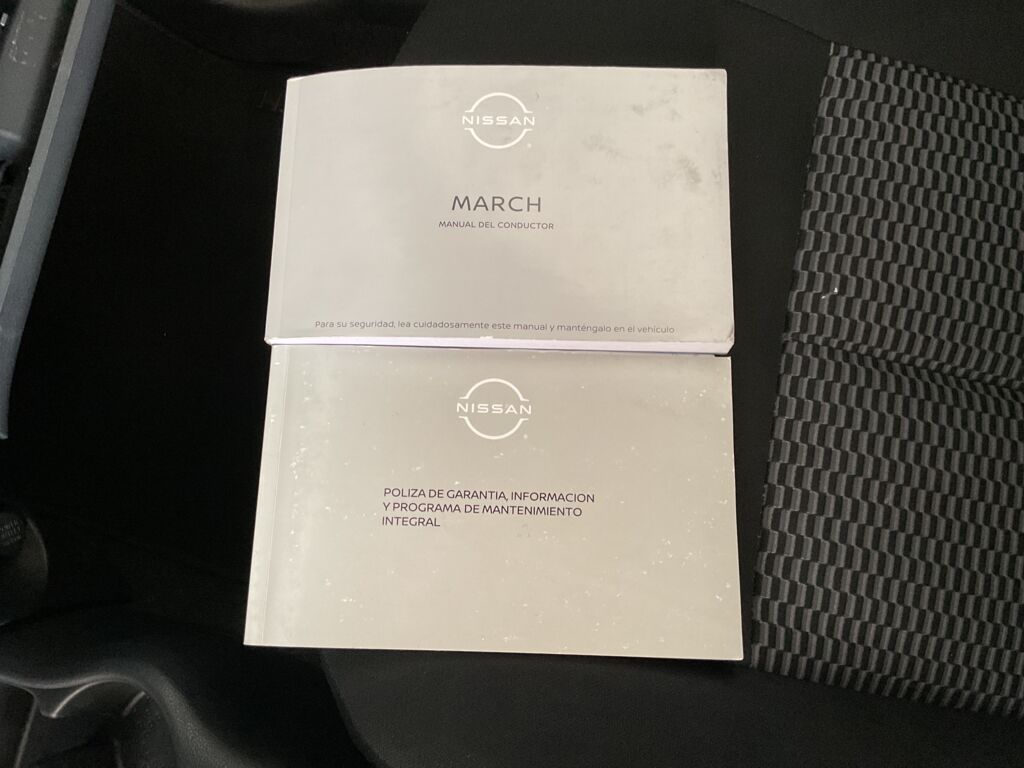 NISSAN
MARCH
MANUAL DEL CONDUCTOR
Para su seguridad, lea cuidadosamente este manual y manténgalo en el vehículo
NISSAN
POLIZA DE GARANTIA, INFORMACION
Y PROGRAMA DE MANTENIMIENTO
INTEGRAL